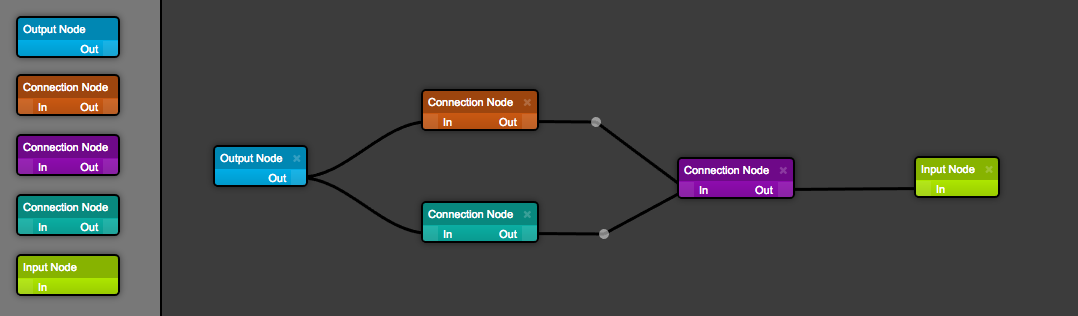 Output Node
Out
Connection Node
In Out
Connection Node
In Out
Connection Node
In Out
Input Node
In
Output Node ×
Out
Connection Node ×
In Out
Connection Node ×
In Out
Connection Node ×
In Out
Input Node ×
In